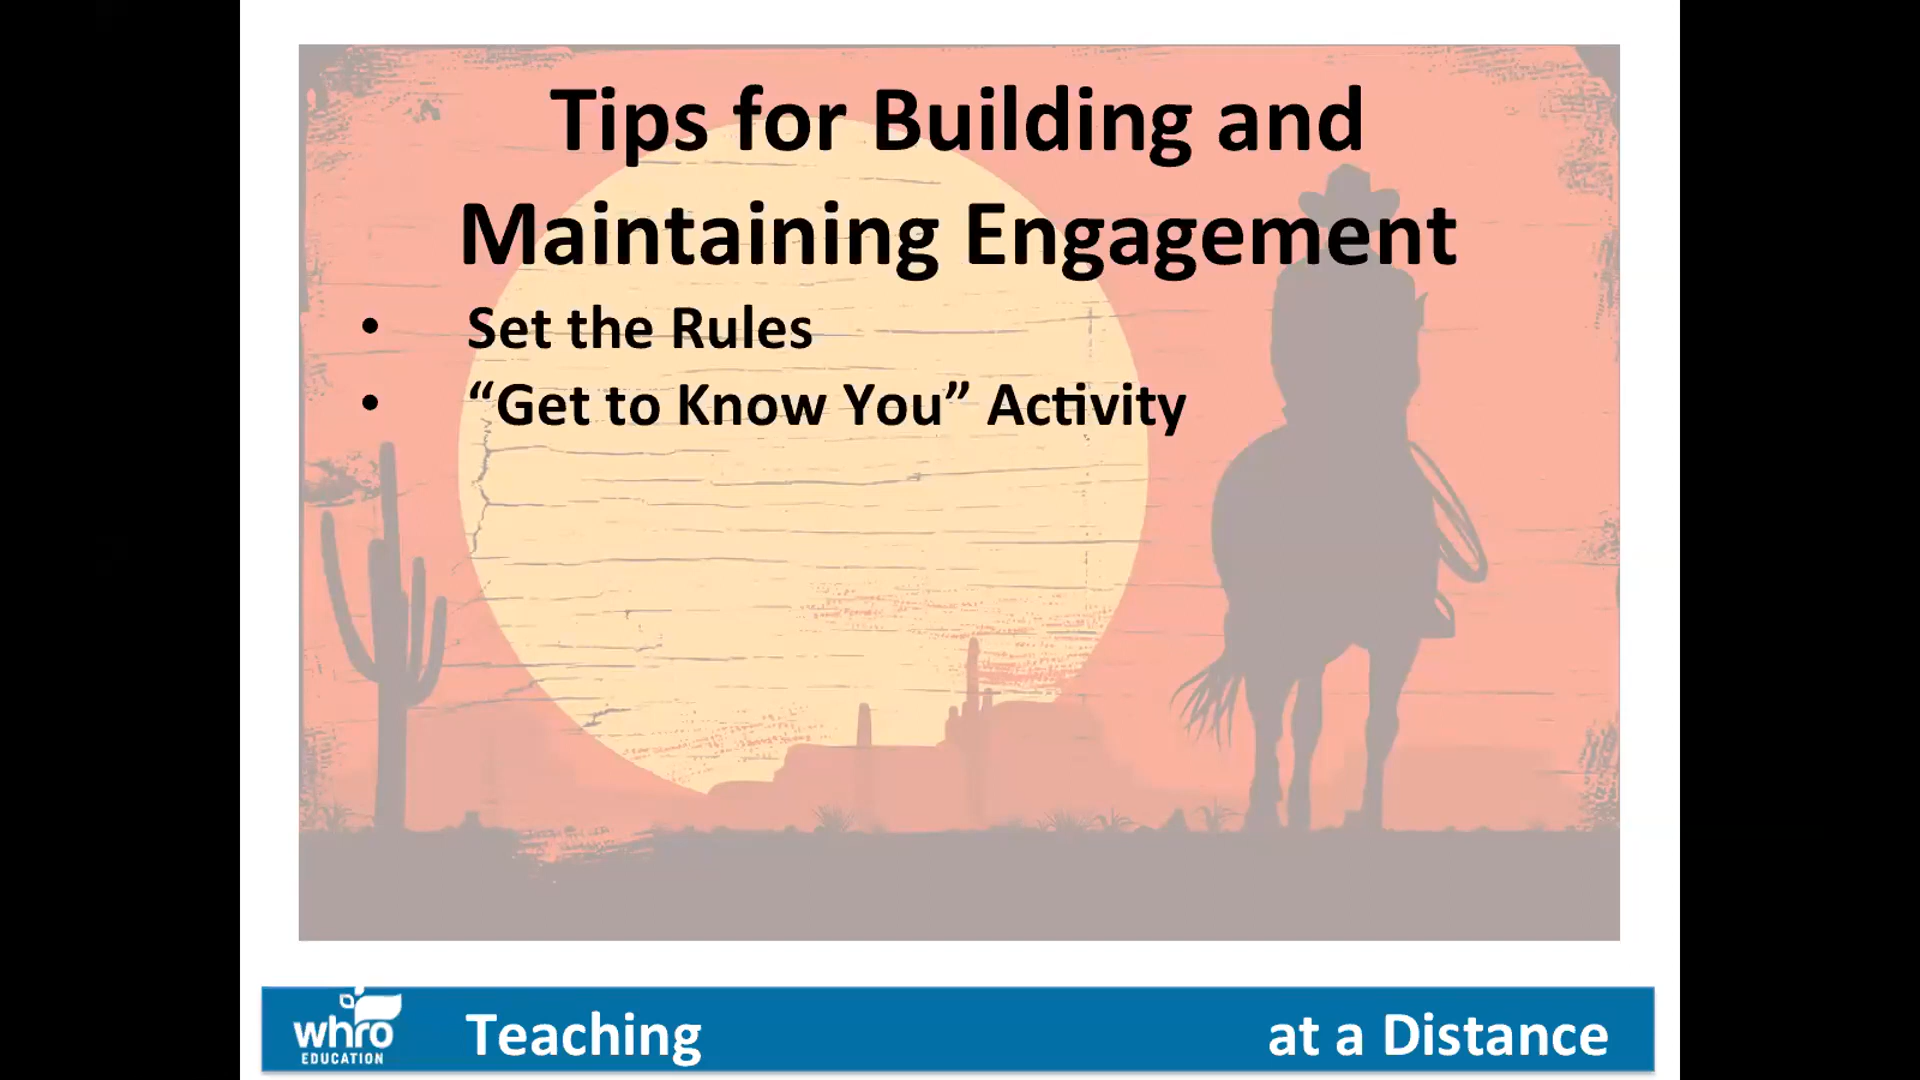 Tips for Building and
Maintaining Engagement
• Set the Rules
• “Get to Know You” Activity
whro
EDUCATION
Teaching at a Distance